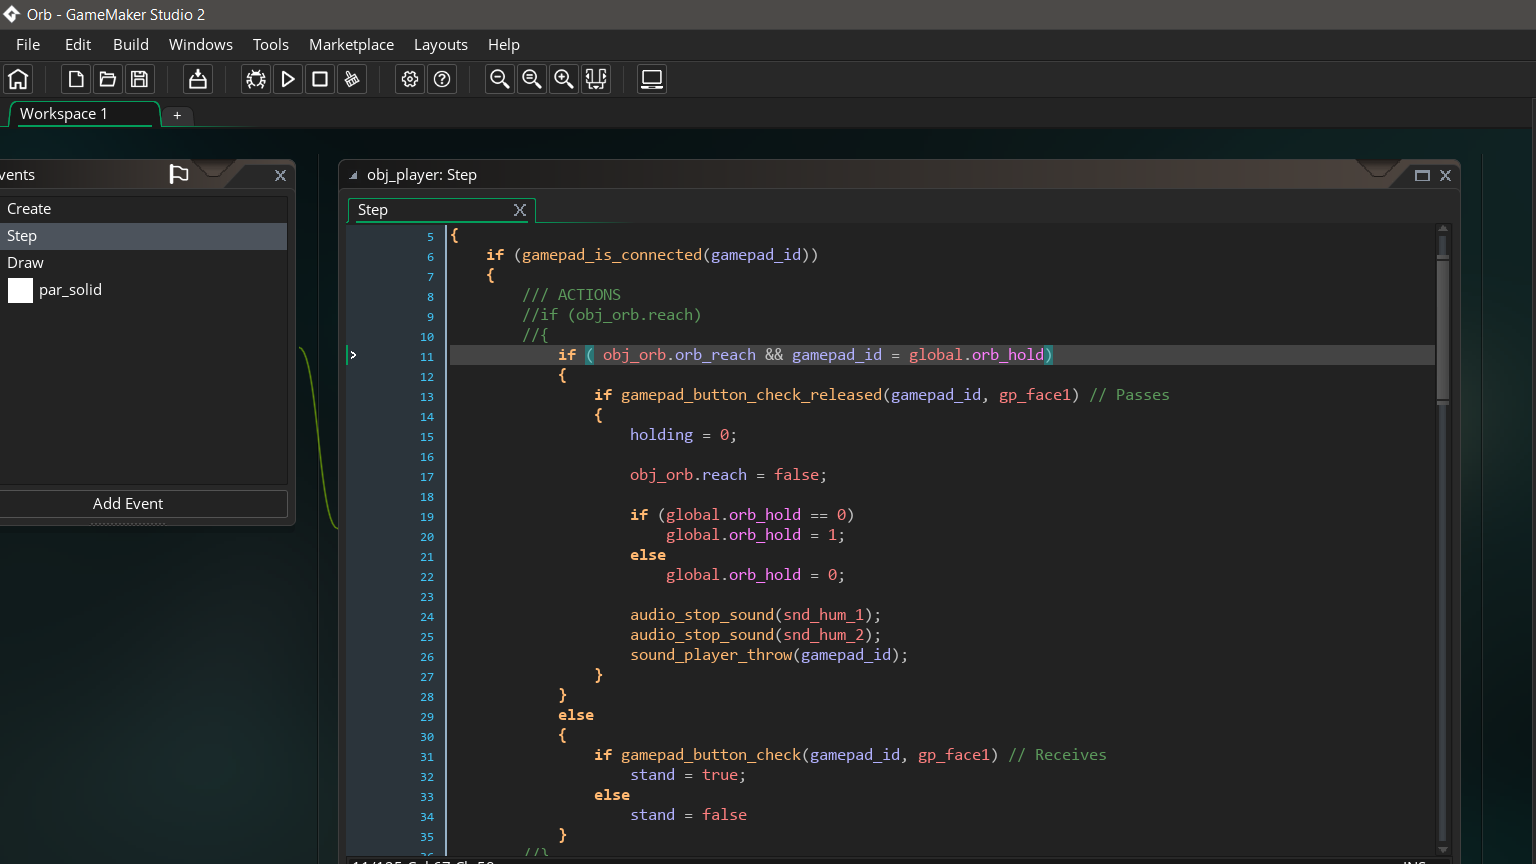 Orb - GameMaker Studio 2
File Edit Build Windows Tools Marketplace Layouts Help
Workspace 1 +
vents
Create
Step
Draw
par_solid
Add Event
obj_player: Step
Step
5 {
6 if (gamepad_is_connected(gamepad_id))
7 {
8 /// ACTIONS
9 //if (obj_orb.reach)
10 //{
11 if ( obj_orb.orb_reach && gamepad_id = global.orb_hold)
12 {
13 if gamepad_button_check_released(gamepad_id, gp_face1) // Passes
14 {
15 holding = 0;
16
17 obj_orb.reach = false;
18
19 if (global.orb_hold == 0)
20 global.orb_hold = 1;
21 else
22 global.orb_hold = 0;
23
24 audio_stop_sound(snd_hum_1);
25 audio_stop_sound(snd_hum_2);
26 sound_player_throw(gamepad_id);
27 }
28 }
29 else
30 {
31 if gamepad_button_check(gamepad_id, gp_face1) // Receives
32 stand = true;
33 else
34 stand = false
35 }
36 //}